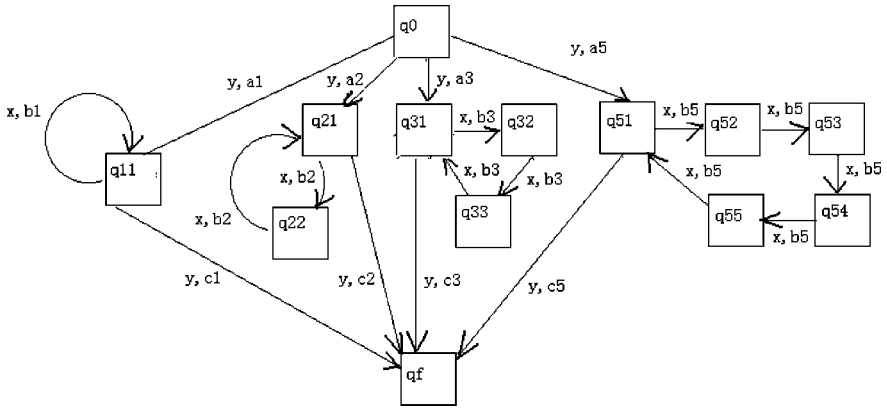 q0
y, a1
y, a2
y, a3
y, a5
x, b1
q11
q21
q31
x, b3
q32
q51
x, b5
q52
x, b5
q53
x, b2
x, b3
x, b3
x, b5
x, b5
x, b2
q22
q33
q55
x, b5
q54
y, c1
y, c2
y, c3
y, c5
qf